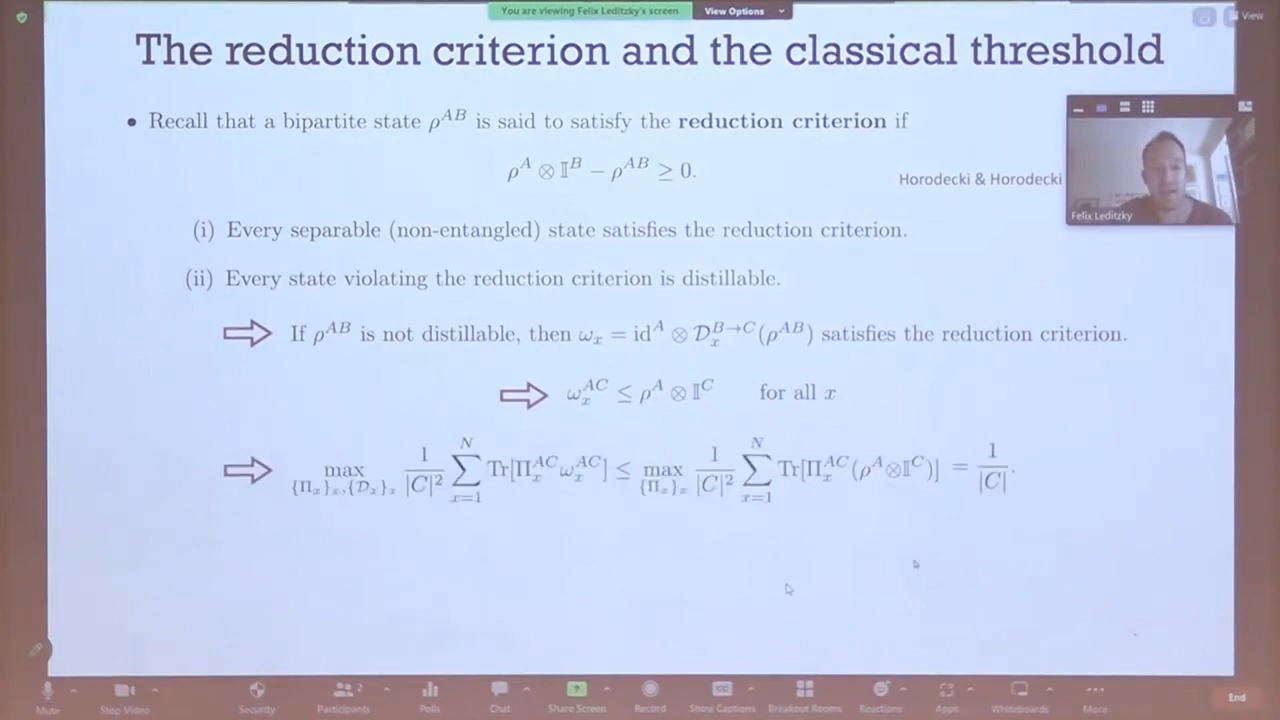 You are viewing Felix Leditzky's screen View Options
View
The reduction criterion and the classical threshold
• Recall that a bipartite state ρ^{AB} is said to satisfy the reduction criterion if
ρ^A ⊗ 𝕀^B − ρ^{AB} ≥ 0.
Horodecki & Horodecki
Felix Leditzky
(i) Every separable (non-entangled) state satisfies the reduction criterion.
(ii) Every state violating the reduction criterion is distillable.
⇒ If ρ^{AB} is not distillable, then ω_x = id^A ⊗ 𝒟_x^{B→C}(ρ^{AB}) satisfies the reduction criterion.
⇒ ω_x^{AC} ≤ ρ^A ⊗ 𝕀^C for all x
⇒ max_{{Π_x}_x,{𝒟_x}_x} 1/|C|^2 ∑_{x=1}^N Tr[Π_x^{AC} ω_x^{AC}] ≤ max_{{Π_x}_x} 1/|C|^2 ∑_{x=1}^N Tr[Π_x^{AC}(ρ^A⊗𝕀^C)] = 1/|C|.
Mute Stop Video Security Participants 2 Polls Chat Share Screen Record Show Captions Breakout Rooms Reactions Apps Whiteboards More End